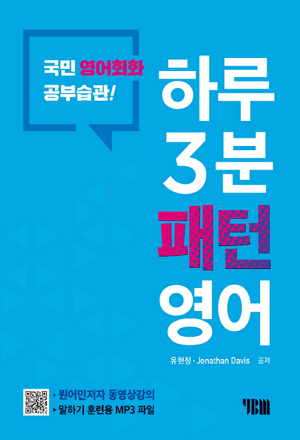 국민 영어회화
공부습관!
하루
3분
패턴
영어
유현정·Jonathan Davis 공저
▸원어민저자 동영상강의
▸말하기 훈련용 MP3 파일
YBM